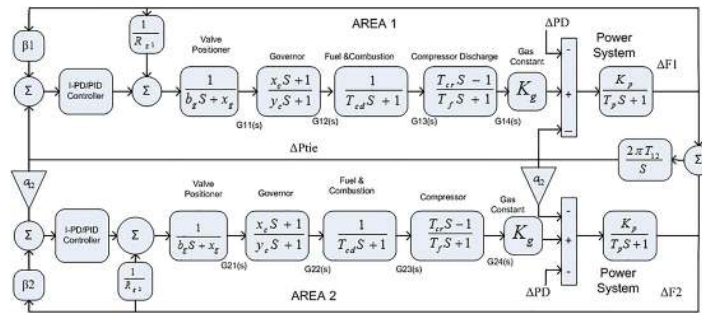 AREA 1
β1
1
R g1
Valve
Positioner
Governor
Fuel &Combustion
Compressor Discharge
Gas
Constant
ΔPD
Power
System
ΔF1
Σ
I-PD/PID
Controller
Σ
1
b_g S + x_g
x_c S + 1
y_c S + 1
1
T_cd S + 1
T_cr S − 1
T_f S + 1
K_g
-
+
-
K_p
T_p S + 1
G11(s)
G12(s)
G13(s)
G14(s)
ΔPtie
2πT_12
S
Σ
a12
a12
Valve
Positioner
Governor
Fuel &
Combustion
Compressor
Gas
Constant
Σ
I-PD/PID
Controller
Σ
1
b_g S + x_g
x_c S + 1
y_c S + 1
1
T_cd S + 1
T_cr S − 1
T_f S + 1
K_g
-
+
-
K_p
T_p S + 1
G21(s)
G22(s)
G23(s)
G24(s)
β2
1
R g2
AREA 2
ΔPD
Power
System
ΔF2